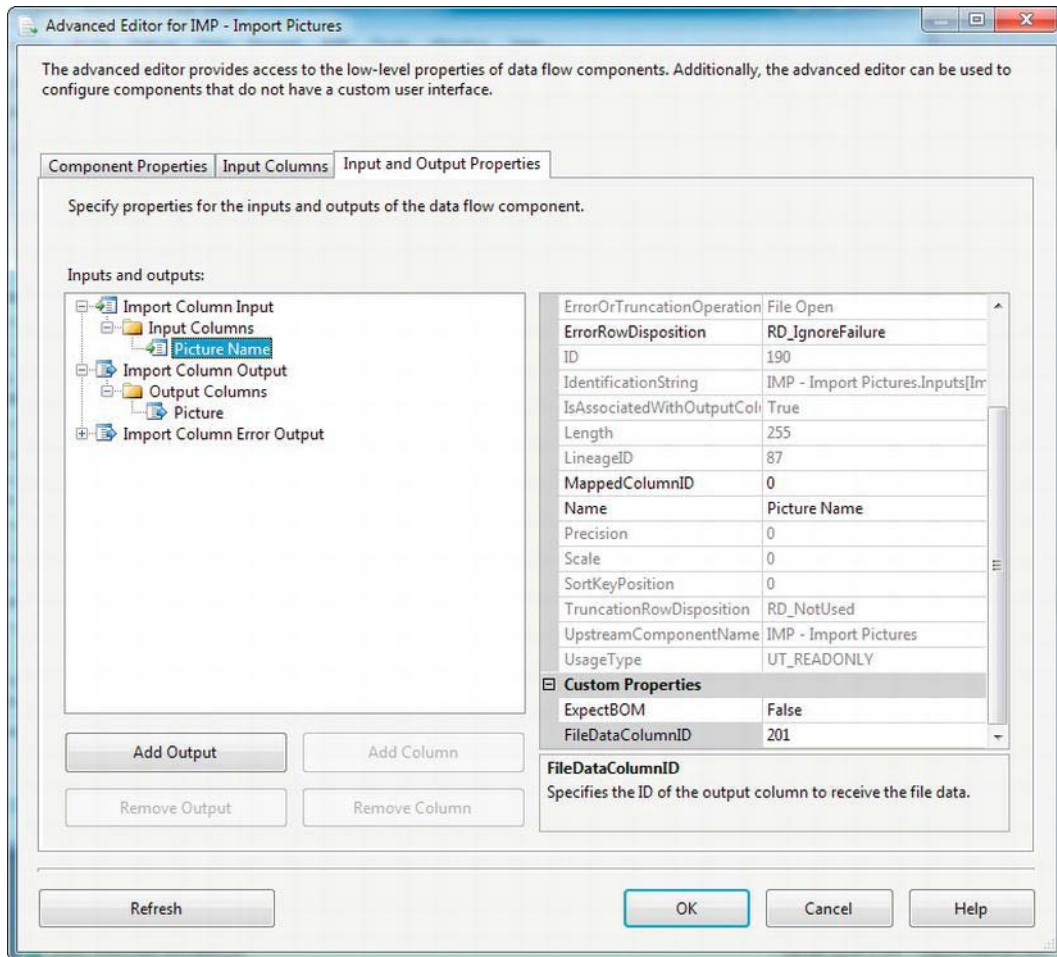 Advanced Editor for IMP - Import Pictures
The advanced editor provides access to the low-level properties of data flow components. Additionally, the advanced editor can be used to
configure components that do not have a custom user interface.
Component Properties
Input Columns
Input and Output Properties
Specify properties for the inputs and outputs of the data flow component.
Inputs and outputs:
Import Column Input
Input Columns
Picture Name
Import Column Output
Output Columns
Picture
Import Column Error Output
ErrorOrTruncationOperation File Open
ErrorRowDisposition RD_IgnoreFailure
ID 190
IdentificationString IMP - Import Pictures.Inputs[Im
IsAssociatedWithOutputCol True
Length 255
LineageID 87
MappedColumnID 0
Name Picture Name
Precision 0
Scale 0
SortKeyPosition 0
TruncationRowDisposition RD_NotUsed
UpstreamComponentName IMP - Import Pictures
UsageType UT_READONLY
Custom Properties
ExpectBOM False
FileDataColumnID 201
Add Output
Add Column
Remove Output
Remove Column
FileDataColumnID
Specifies the ID of the output column to receive the file data.
Refresh
OK
Cancel
Help